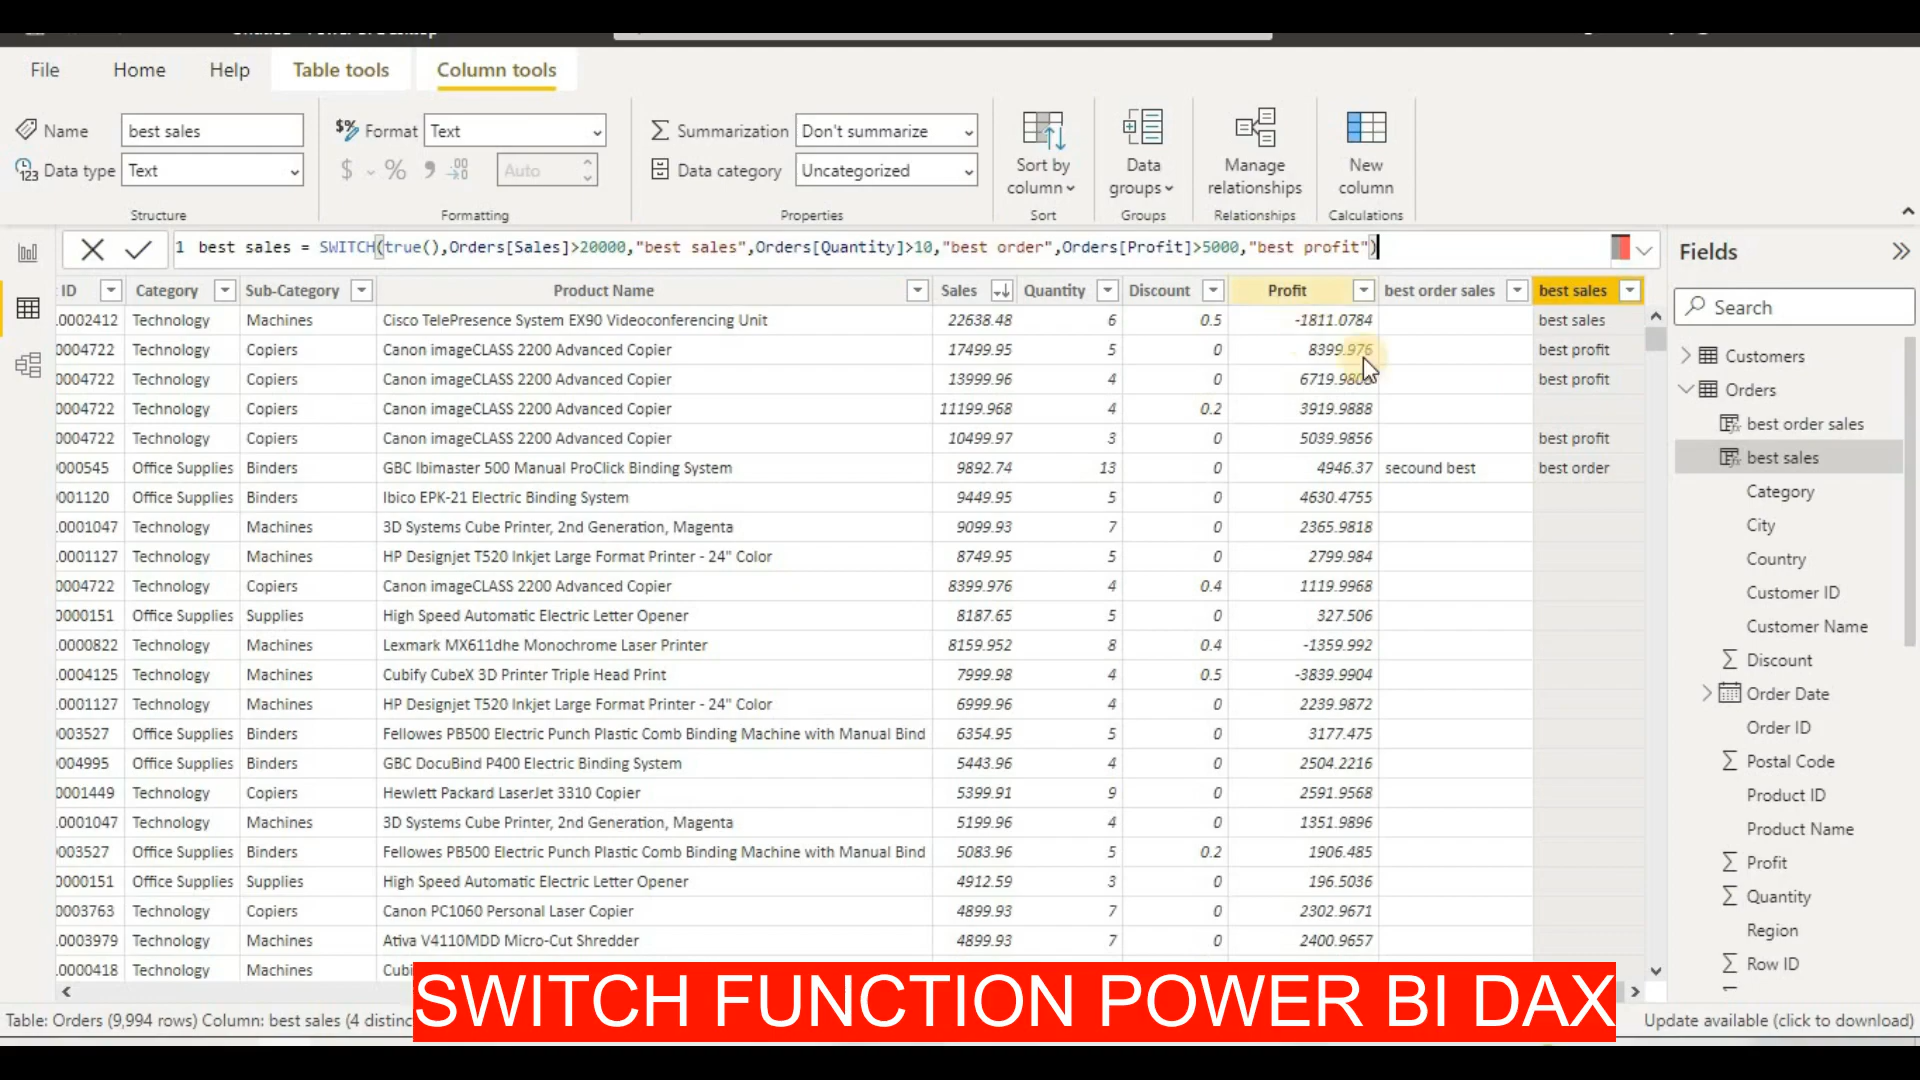 File Home Help Table tools Column tools
Name best sales $% Format Text Summarization Don't summarize
Data type Text $ % Auto Data category Uncategorized
Sort by column Data groups Manage relationships New column
Structure Formatting Properties Sort Groups Relationships Calculations
1 best sales = SWITCH(true(),Orders[Sales]>20000,"best sales",Orders[Quantity]>10,"best order",Orders[Profit]>5000,"best profit")
ID Category Sub-Category Product Name Sales Quantity Discount Profit best order sales best sales
.0002412 Technology Machines Cisco TelePresence System EX90 Videoconferencing Unit 22638.48 6 0.5 -1811.0784 best sales
.0004722 Technology Copiers Canon imageCLASS 2200 Advanced Copier 17499.95 5 0 8399.976 best profit
.0004722 Technology Copiers Canon imageCLASS 2200 Advanced Copier 13999.96 4 0 best profit
.0004722 Technology Copiers Canon imageCLASS 2200 Advanced Copier 11199.968 4 0.2 3919.9888
.0004722 Technology Copiers Canon imageCLASS 2200 Advanced Copier 10499.97 3 0 5039.9856 best profit
0000545 Office Supplies Binders GBC Ibimaster 500 Manual ProClick Binding System 9892.74 13 0 4946.37 secound best best order
0001120 Office Supplies Binders Ibico EPK-21 Electric Binding System 9449.95 5 0 4630.4755
.0001047 Technology Machines 3D Systems Cube Printer, 2nd Generation, Magenta 9099.93 7 0 2365.9818
.0001127 Technology Machines HP Designjet T520 Inkjet Large Format Printer - 24" Color 8749.95 5 0 2799.984
.0004722 Technology Copiers Canon imageCLASS 2200 Advanced Copier 8399.976 4 0.4 1119.9968
0000151 Office Supplies Supplies High Speed Automatic Electric Letter Opener 8187.65 5 0 327.506
.0000822 Technology Machines Lexmark MX611dhe Monochrome Laser Printer 8159.952 8 0.4 -1359.992
.0004125 Technology Machines Cubify CubeX 3D Printer Triple Head Print 7999.98 4 0.5 -3839.9904
.0001127 Technology Machines HP Designjet T520 Inkjet Large Format Printer - 24" Color 6999.96 4 0 2239.9872
0003527 Office Supplies Binders Fellowes PB500 Electric Punch Plastic Comb Binding Machine with Manual Bind 6354.95 5 0 3177.475
0004995 Office Supplies Binders GBC DocuBind P400 Electric Binding System 5443.96 4 0 2504.2216
.0001449 Technology Copiers Hewlett Packard LaserJet 3310 Copier 5399.91 9 0 2591.9568
.0001047 Technology Machines 3D Systems Cube Printer, 2nd Generation, Magenta 5199.96 4 0 1351.9896
0003527 Office Supplies Binders Fellowes PB500 Electric Punch Plastic Comb Binding Machine with Manual Bind 5083.96 5 0.2 1906.485
0000151 Office Supplies Supplies High Speed Automatic Electric Letter Opener 4912.59 3 0 196.5036
.0003763 Technology Copiers Canon PC1060 Personal Laser Copier 4899.93 7 0 2302.9671
.0003979 Technology Machines Ativa V4110MDD Micro-Cut Shredder 4899.93 7 0 2400.9657
.0000418 Technology Machines
Fields
Search
Customers
Orders
best order sales
best sales
Category
City
Country
Customer ID
Customer Name
Discount
Order Date
Order ID
Postal Code
Product ID
Product Name
Profit
Quantity
Region
Row ID
SWITCH FUNCTION POWER BI DAX
Table: Orders (9,994 rows) Column: best sales (4 distinc
Update available (click to download)